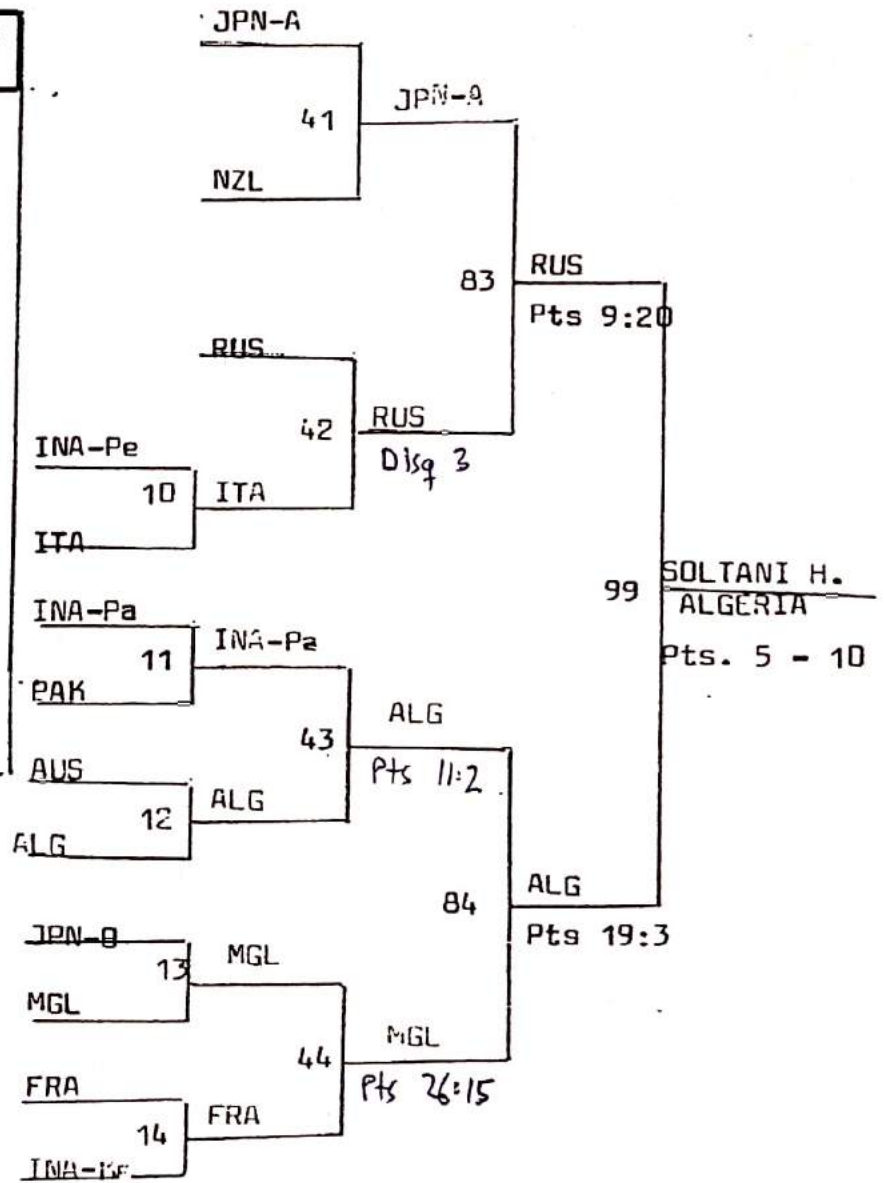 JPN-A
41
JPN-A
NZL
83
RUS
Pts 9:20
RUS
42
RUS
Disq 3
INA-Pe
10
ITA
ITA
99
SOLTANI H.
ALGERIA
Pts. 5 - 10
INA-Pa
11
INA-Pa
PAK
43
ALG
Pts 11:2
AUS
12
ALG
ALG
84
ALG
Pts 19:3
JPN-B
13
MGL
MGL
44
MGL
Pts 26:15
FRA
14
FRA